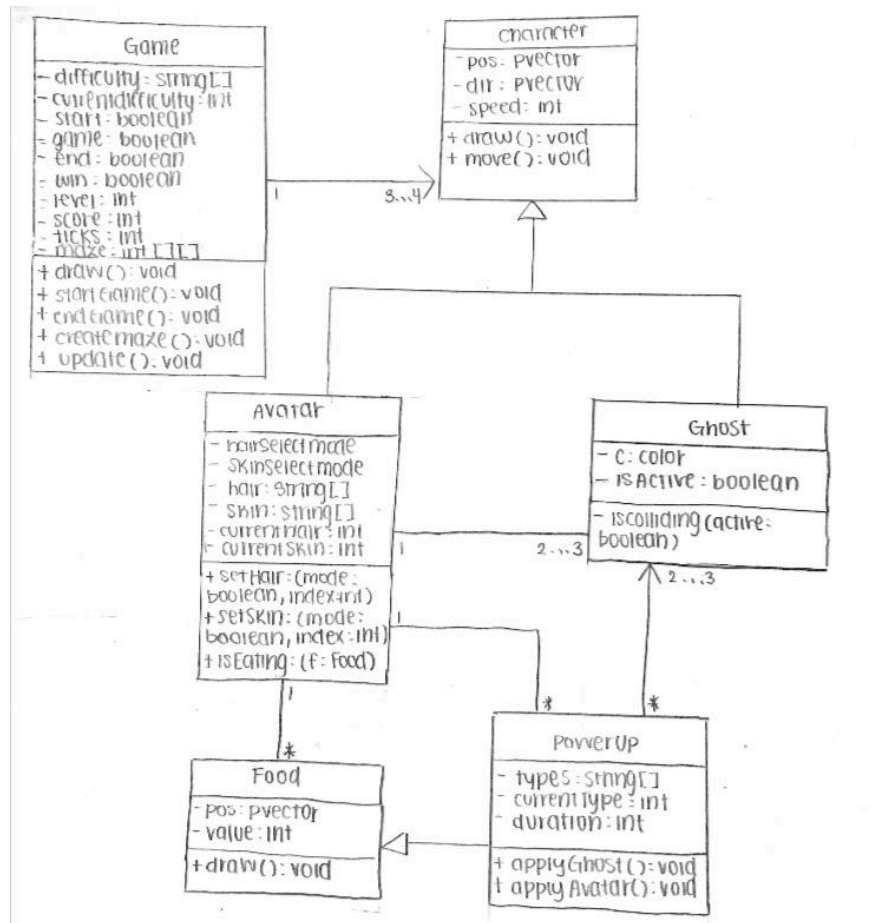 Game
- difficulty: String[]
- currentdifficulty: int
- start: boolean
- game: boolean
- end: boolean
- win: boolean
- level: int
- score: int
- ticks: int
- maze: int [][]
+ draw(): void
+ startGame(): void
+ endGame(): void
+ createmaze(): void
+ update(): void
1
3...4
Character
- pos: Pvector
- dir: Pvector
- speed: int
+ draw(): void
+ move(): void
Avatar
- hairselectmode
- skinselectmode
- hair: String[]
- skin: String[]
- currentHair: int
- currentSkin: int
+ setHair: (mode:
boolean, index:int)
+ setSkin: (mode:
boolean, index:int)
+ isEating: (f: Food)
Ghost
- C: color
- isActive: boolean
- iscolliding(active:
boolean)
1
2...3
2...3
1
1
*
*
*
Food
- pos: pvector
- value: int
+ draw(): void
PowerUp
- types: string[]
- currentType: int
- duration: int
+ applyGhost(): void
+ applyAvatar(): void